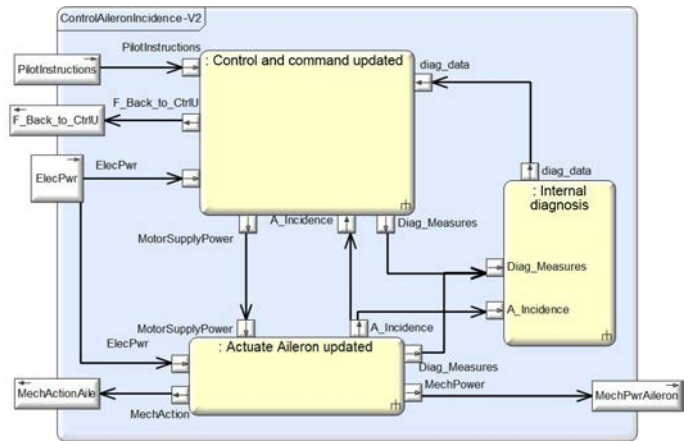 ControlAileronIncidence-V2
PilotInstructions
PilotInstructions
: Control and command updated
diag_data
F_Back_to_CtrlU
F_Back_to_CtrlU
ElecPwr
ElecPwr
diag_data
: Internal
diagnosis
A_Incidence
Diag_Measures
MotorSupplyPower
Diag_Measures
A_Incidence
MotorSupplyPower
A_Incidence
ElecPwr
: Actuate Aileron updated
Diag_Measures
MechPower
MechActionAile
MechAction
MechPwrAileron